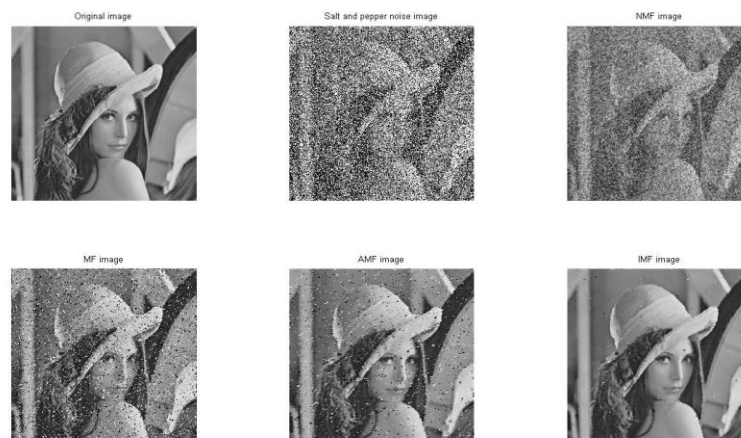 Original image
Salt and pepper noise image
NMF image
MF image
AMF image
IMF image